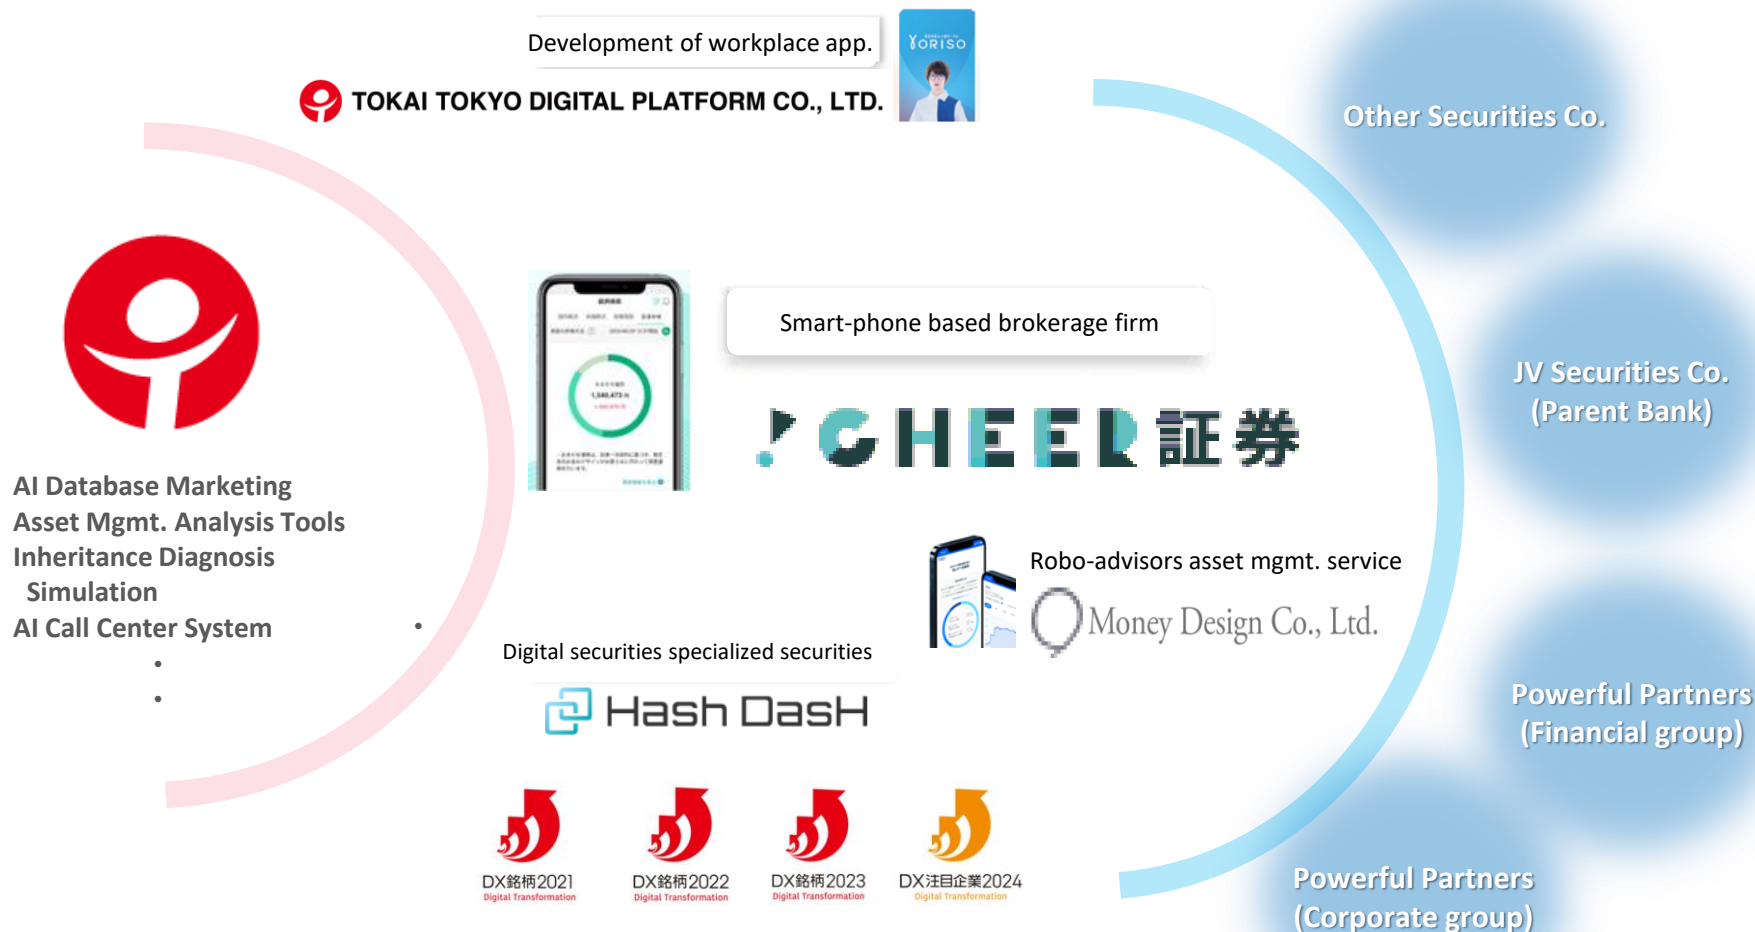 Development of workplace app.
YORISO
TOKAI TOKYO DIGITAL PLATFORM CO., LTD.
Other Securities Co.
Smart-phone based brokerage firm
JV Securities Co.
(Parent Bank)
CHEER証券
AI Database Marketing
Asset Mgmt. Analysis Tools
Inheritance Diagnosis
Simulation
AI Call Center System
Robo-advisors asset mgmt. service
Money Design Co., Ltd.
Digital securities specialized securities
Hash DasH
Powerful Partners
(Financial group)
DX銘柄2021
Digital Transformation
DX銘柄2022
Digital Transformation
DX銘柄2023
Digital Transformation
DX注目企業2024
Digital Transformation
Powerful Partners
(Corporate group)